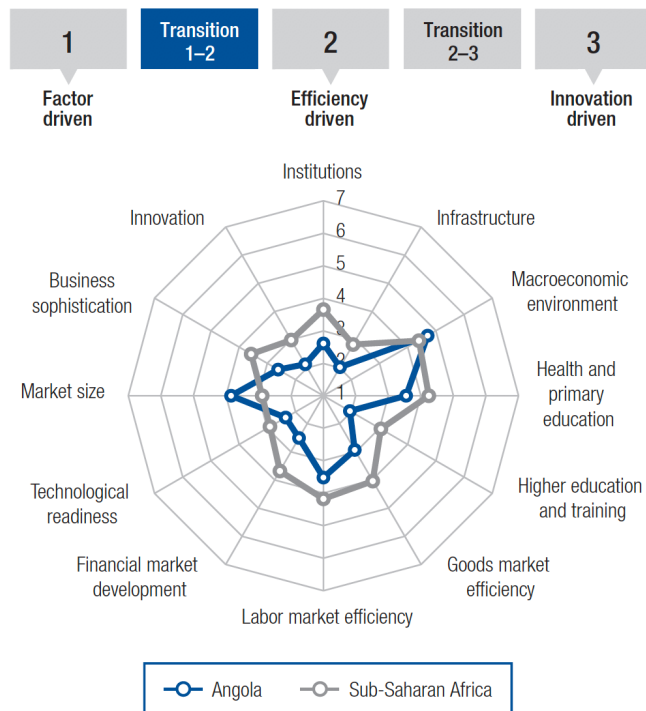 1
Transition
1–2
2
Transition
2–3
3
Factor
driven
Efficiency
driven
Innovation
driven
Institutions
7
Innovation
Infrastructure
6
5
Business
sophistication
Macroeconomic
environment
4
3
2
Market size
1
Health and
primary
education
Technological
readiness
Higher education
and training
Financial market
development
Goods market
efficiency
Labor market efficiency
Angola
Sub-Saharan Africa